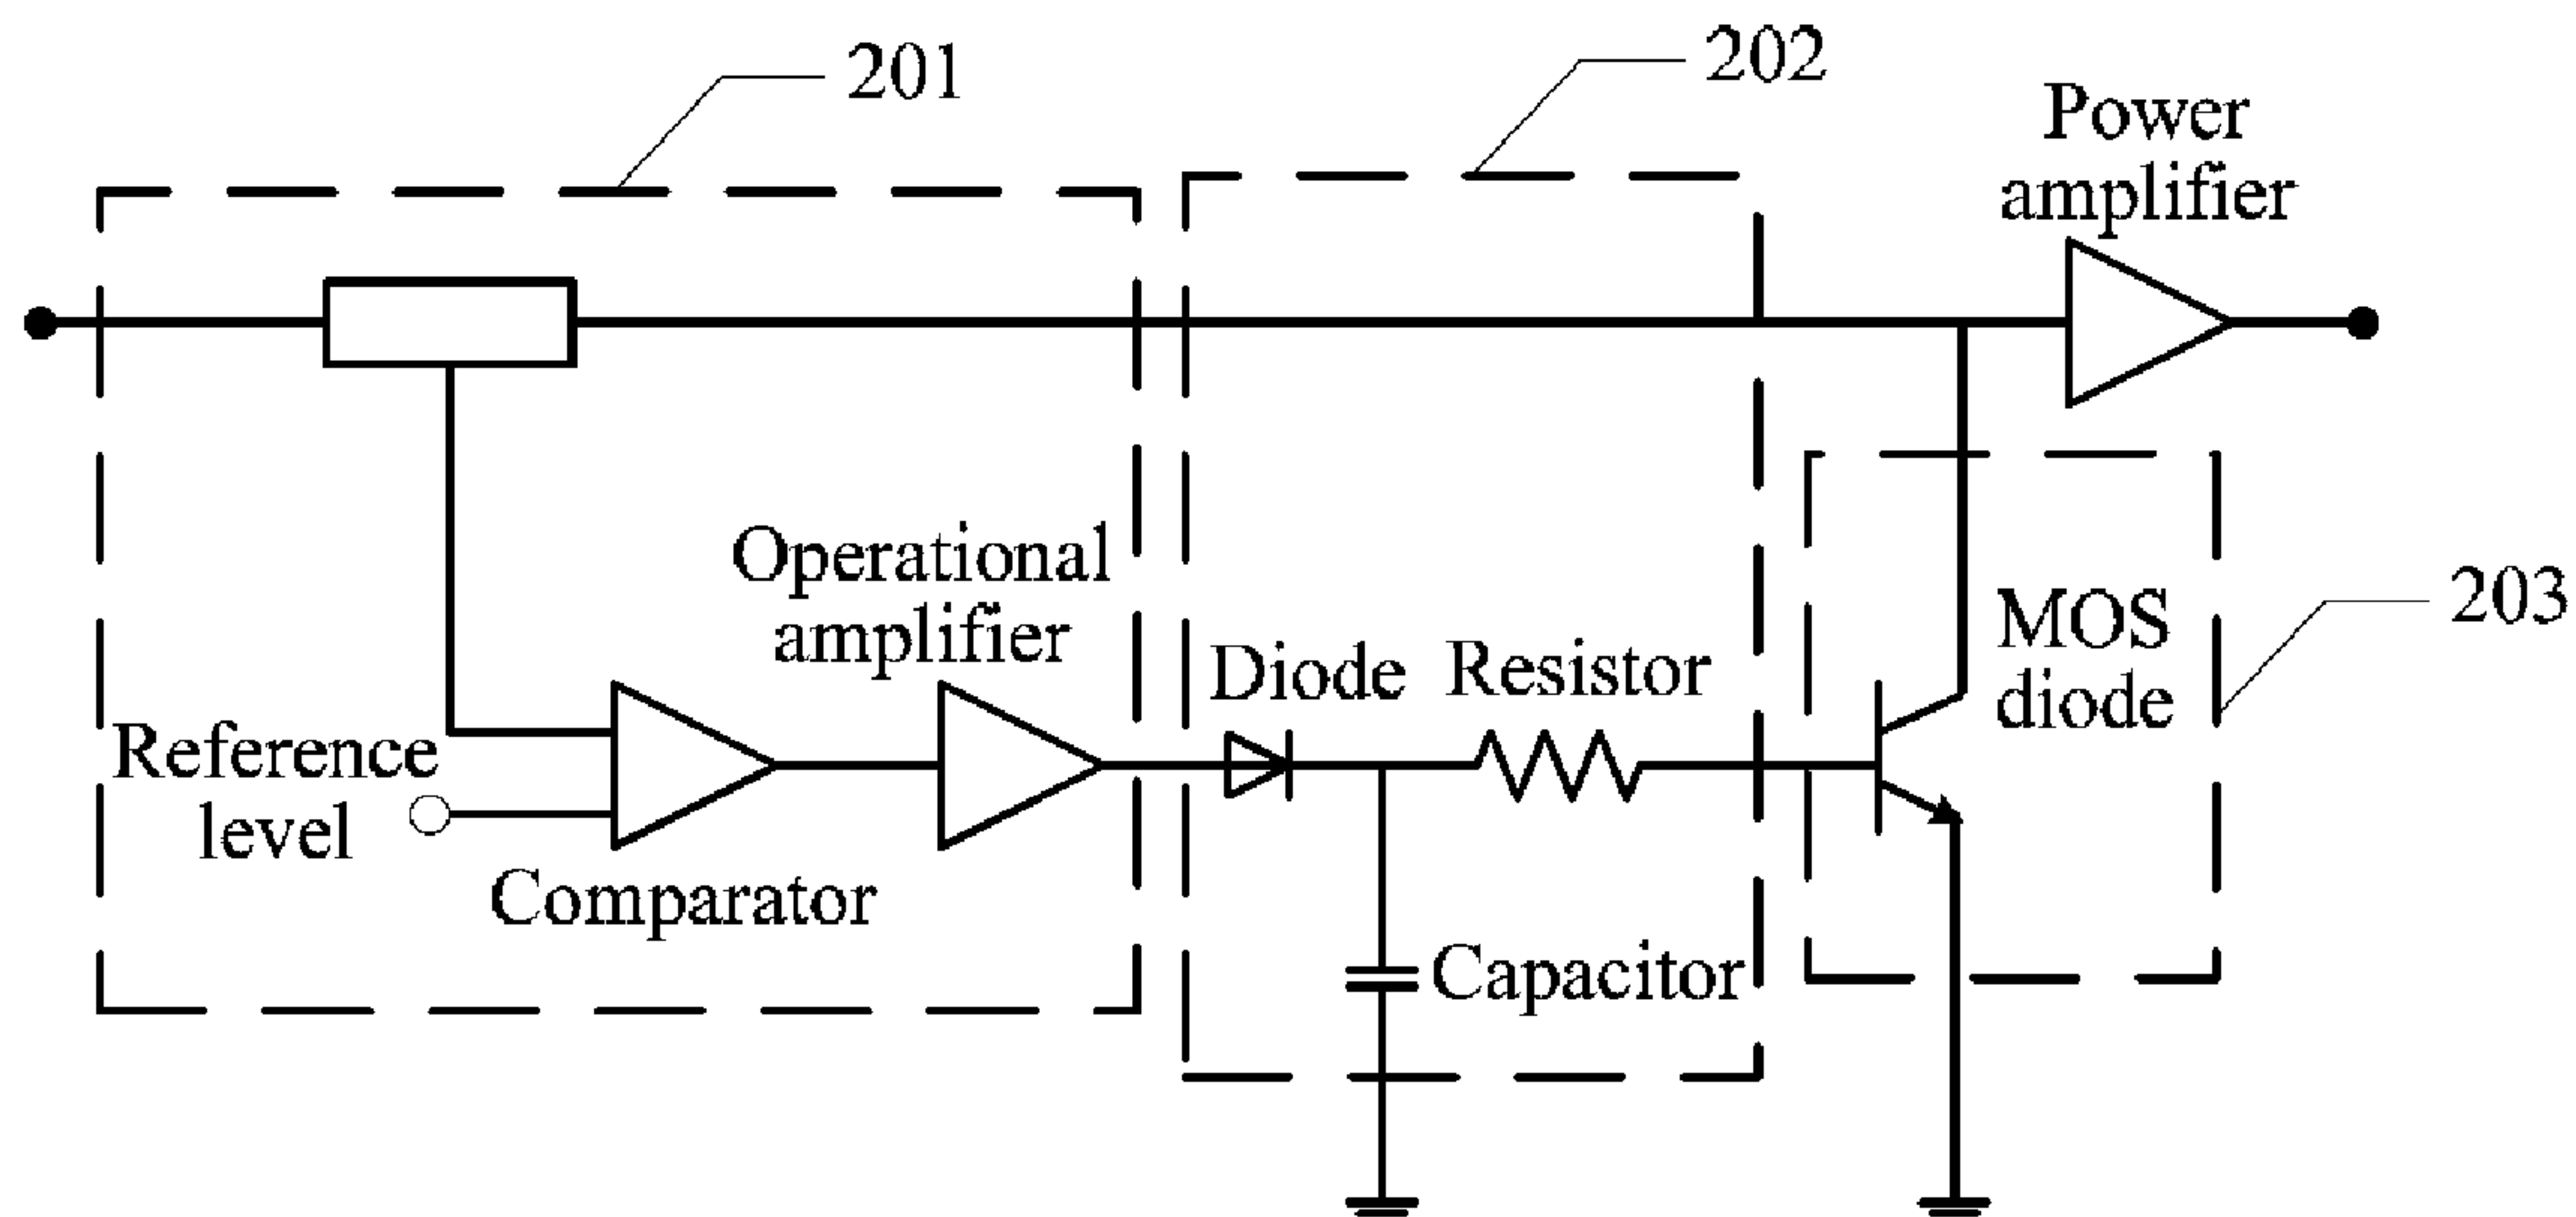 201
202
Power
amplifier
Operational
amplifier
MOS
diode
203
Diode
Resistor
Reference
level
Comparator
Capacitor